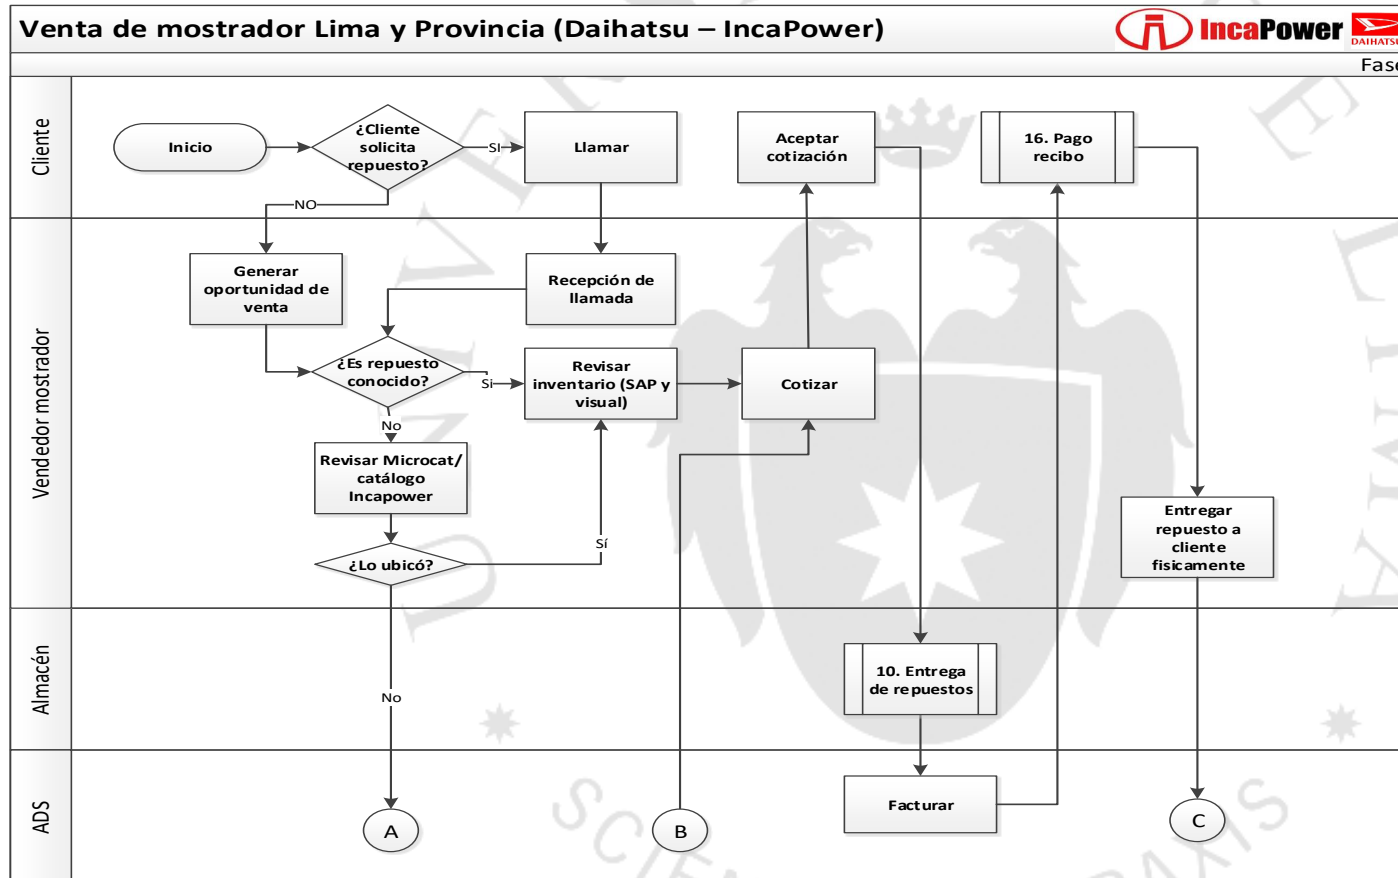 Venta de mostrador Lima y Provincia (Daihatsu – IncaPower)
IncaPower
DAIHATSU
Fase
Cliente
Inicio
¿Cliente
solicita
repuesto?
SI
Llamar
Aceptar
cotización
16. Pago
recibo
NO
Vendedor mostrador
Generar
oportunidad de
venta
Recepción de
llamada
¿Es repuesto
conocido?
Si
Revisar
inventario (SAP y
visual)
Cotizar
No
Revisar Microcat/
catálogo
Incapower
¿Lo ubicó?
Sí
Entregar
repuesto a
cliente
fisicamente
Almacén
No
10. Entrega
de repuestos
ADS
A
B
Facturar
C